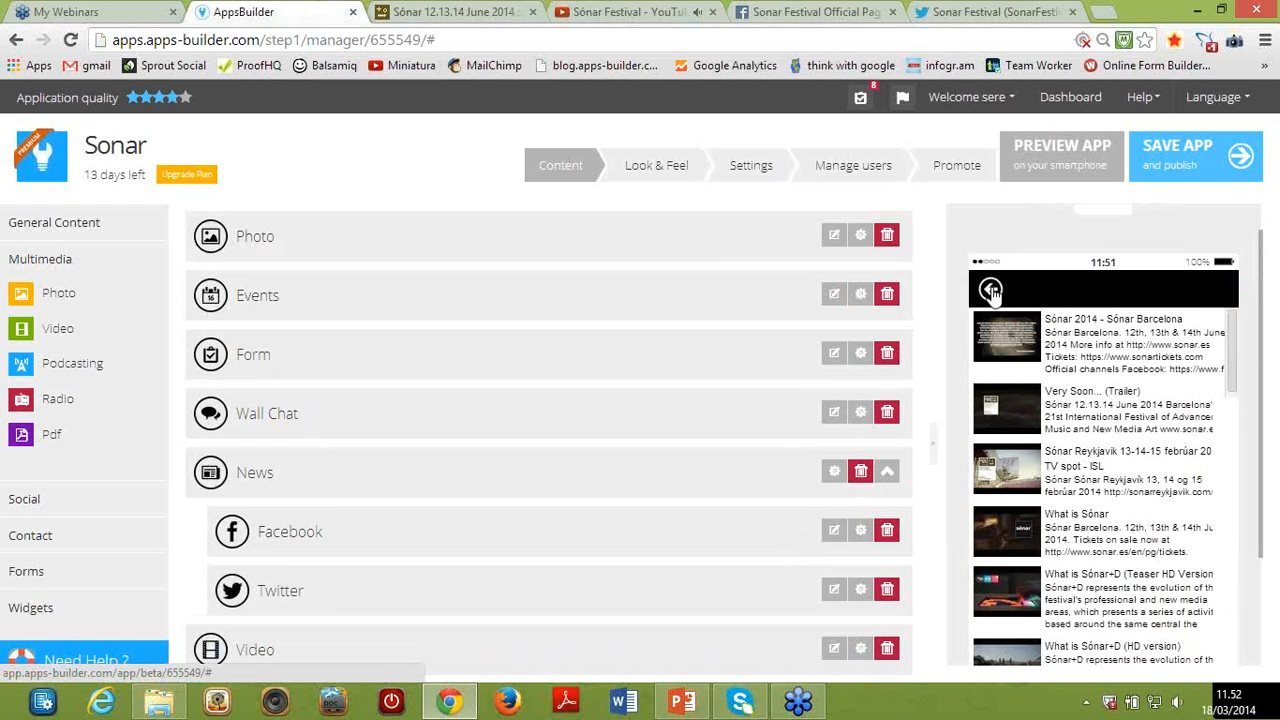 My Webinars
AppsBuilder
Sónar 12.13.14 June 2014
Sónar Festival - YouTu
Sonar Festival Official Pag
Sonar Festival (SonarFesti
apps.apps-builder.com/step1/manager/655549/#
Apps
gmail
Sprout Social
ProofHQ
Balsamiq
Miniatura
MailChimp
blog.apps-builder.c...
Google Analytics
think with google
infogr.am
Team Worker
Online Form Builder...
Application quality
8
Welcome sere
Dashboard
Help
Language
PREMIUM
Sonar
13 days left
Upgrade Plan
Content
Look & Feel
Settings
Manage users
Promote
PREVIEW APP
on your smartphone
SAVE APP
and publish
General Content
Multimedia
Photo
Video
Podcasting
Radio
Pdf
Social
Contact
Forms
Widgets
Need Help ?
Photo
Events
Form
Wall Chat
News
Facebook
Twitter
Video
11:51
100%
Sónar 2014 - Sónar Barcelona
Sónar Barcelona. 12th, 13th & 14th June
2014 More info at http://www.sonar.es
Tickets: https://www.sonartickets.com
Official channels Facebook: https://www.f
Very Soon... (Trailer)
Sónar 12.13.14 June 2014 Barcelona'
21st International Festival of Advance
Music and New Media Art www.sonar.e
Sónar Reykjavik 13-14-15 febrúar 20
TV spot - ISL
Sónar Sónar Reykjavik 13, 14 og 15
febrúar 2014 http://sonarreykjavik.com/
What is Sónar
Sónar Barcelona. 12th, 13th & 14th Ju
2014. Tickets on sale now at
http://www.sonar.es/en/pg/tickets.
What is Sónar+D (Teaser HD Version
Sónar+D represents the evolution of th
festival's professional and new media
areas, which presents a series of activit
based around the same central the
What is Sónar+D (HD version)
Sónar+D represents the evolution of th
app.apps-builder.com/app/beta/655549/#
11.52
18/03/2014